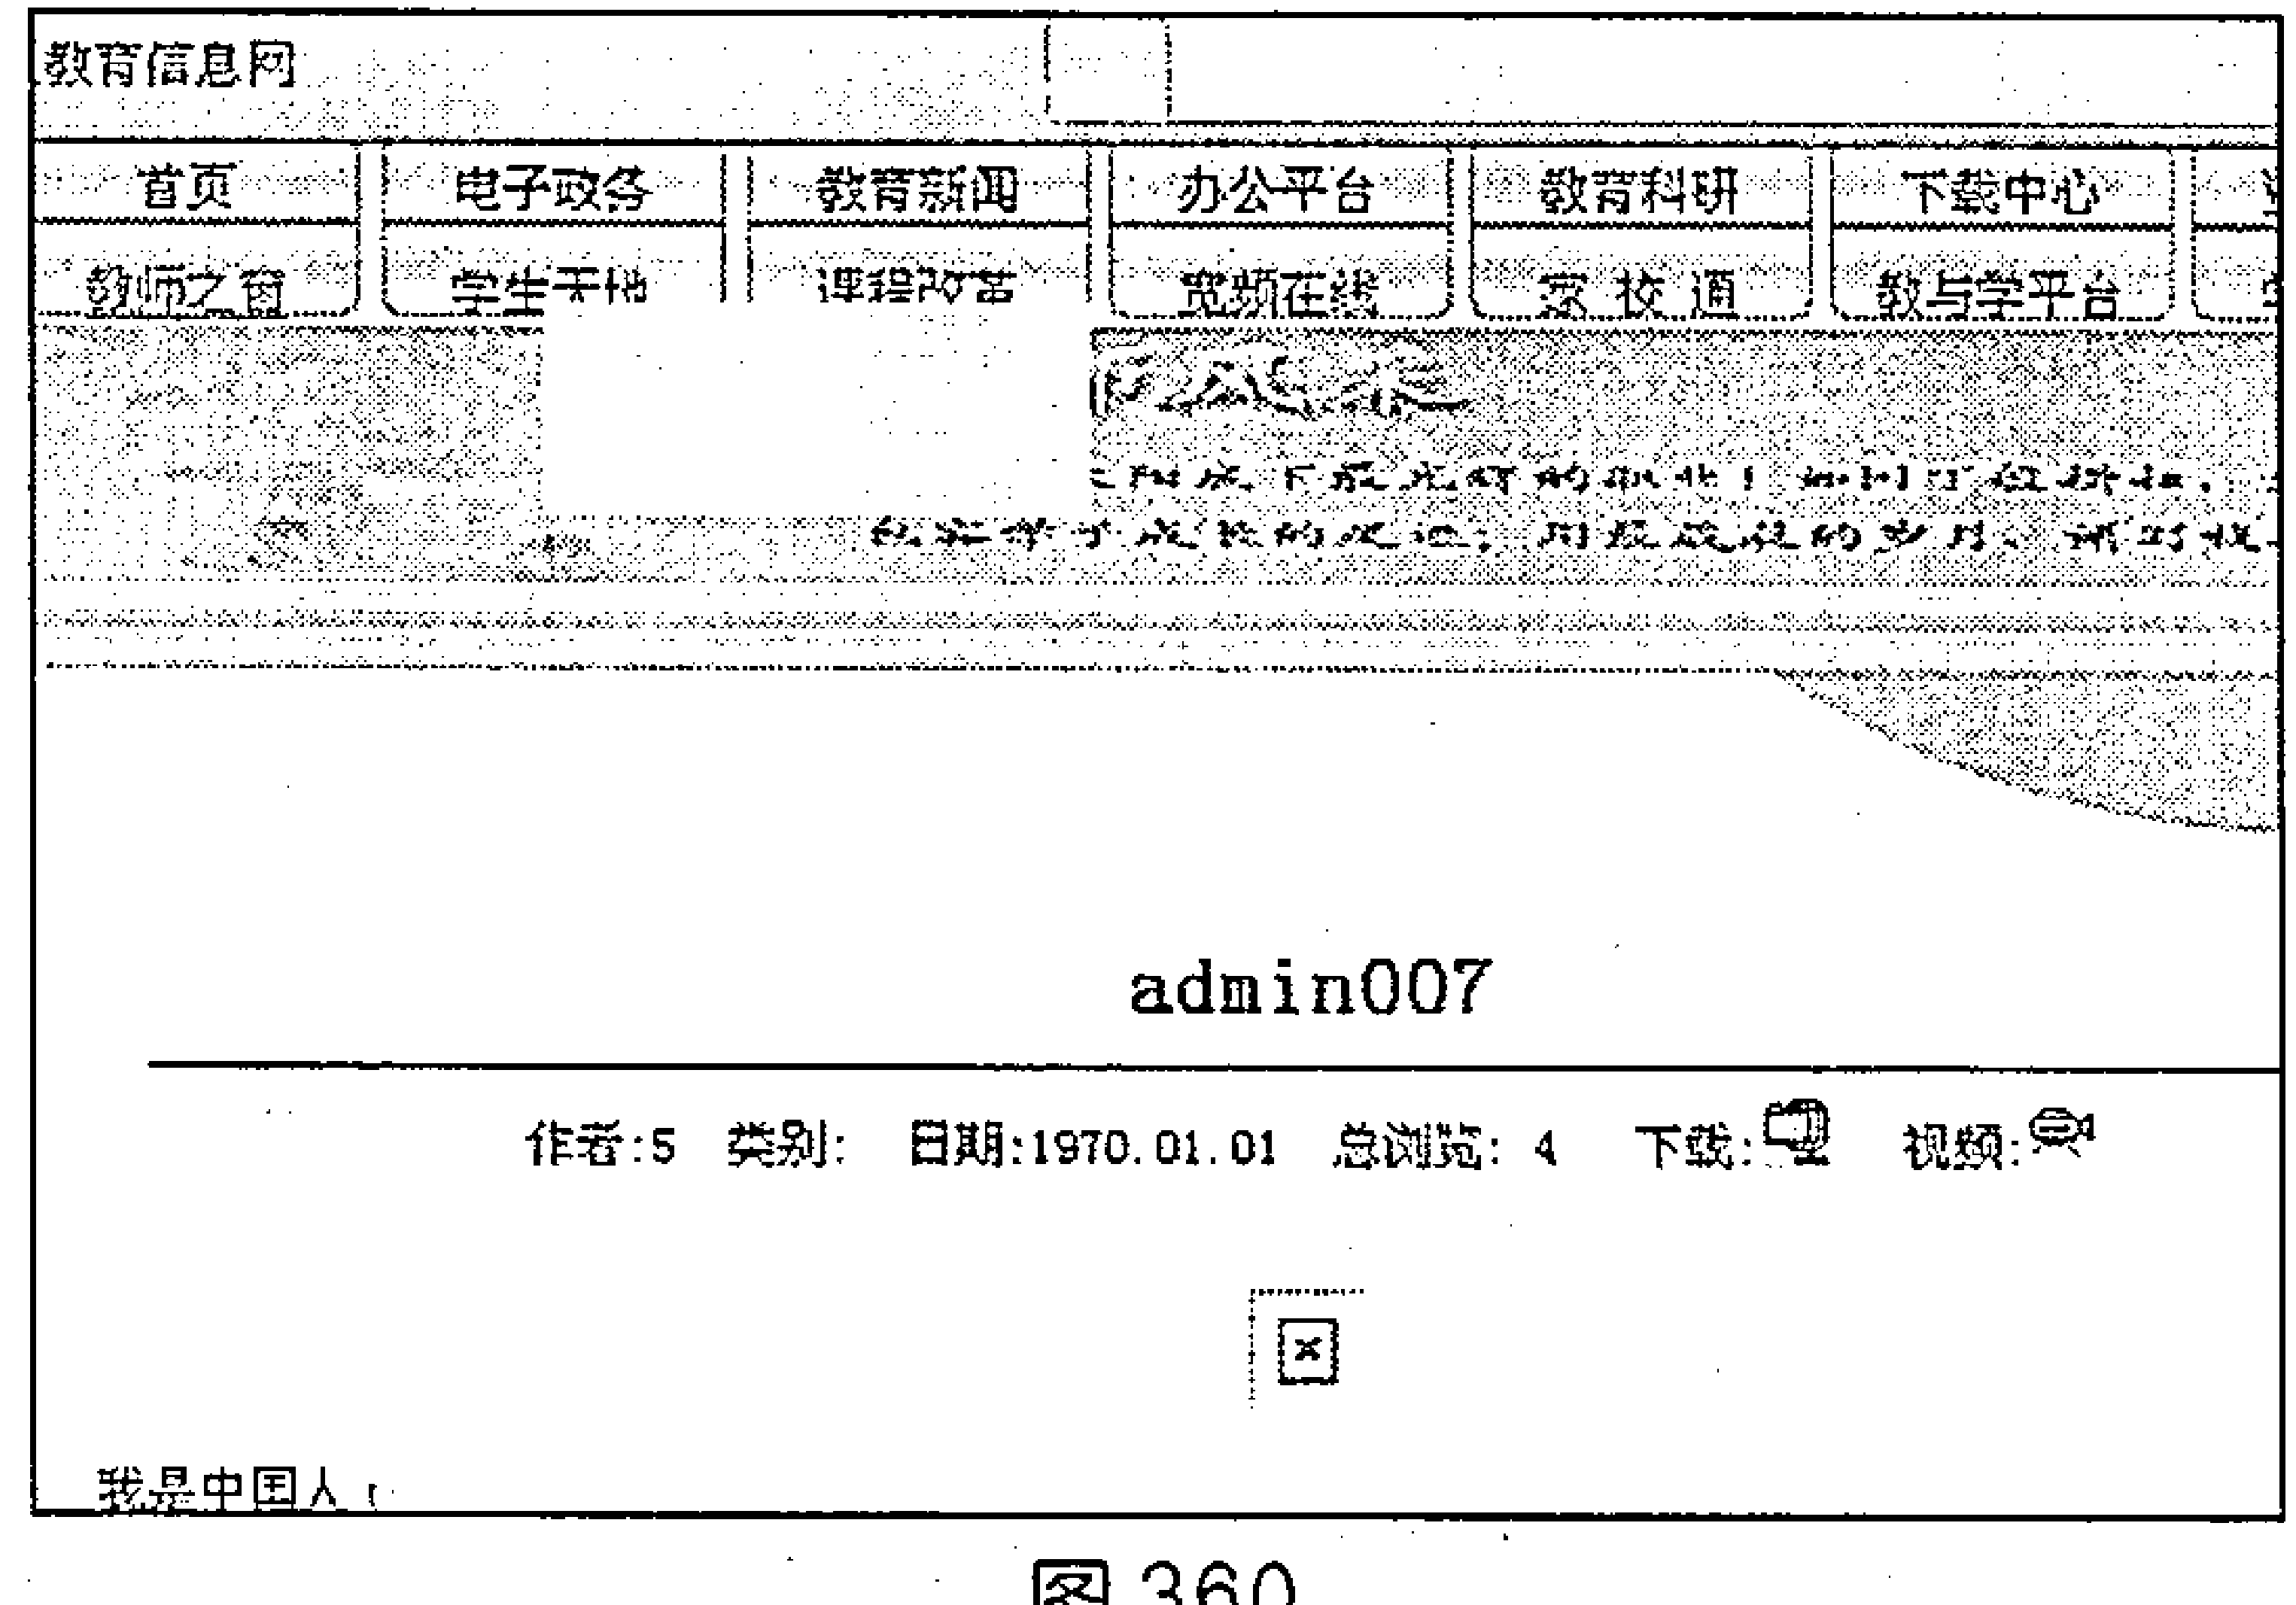 教育信息网
首页 电子政务 教育新闻 办公平台 教育科研 下载中心
教师之窗 学生天地 课程改革 宽频在线 家校通 教与学平台
风采
admin007
作者:5 类别: 日期:1970.01.01 总浏览: 4 下载: 视频:
我是中国人!
图 360